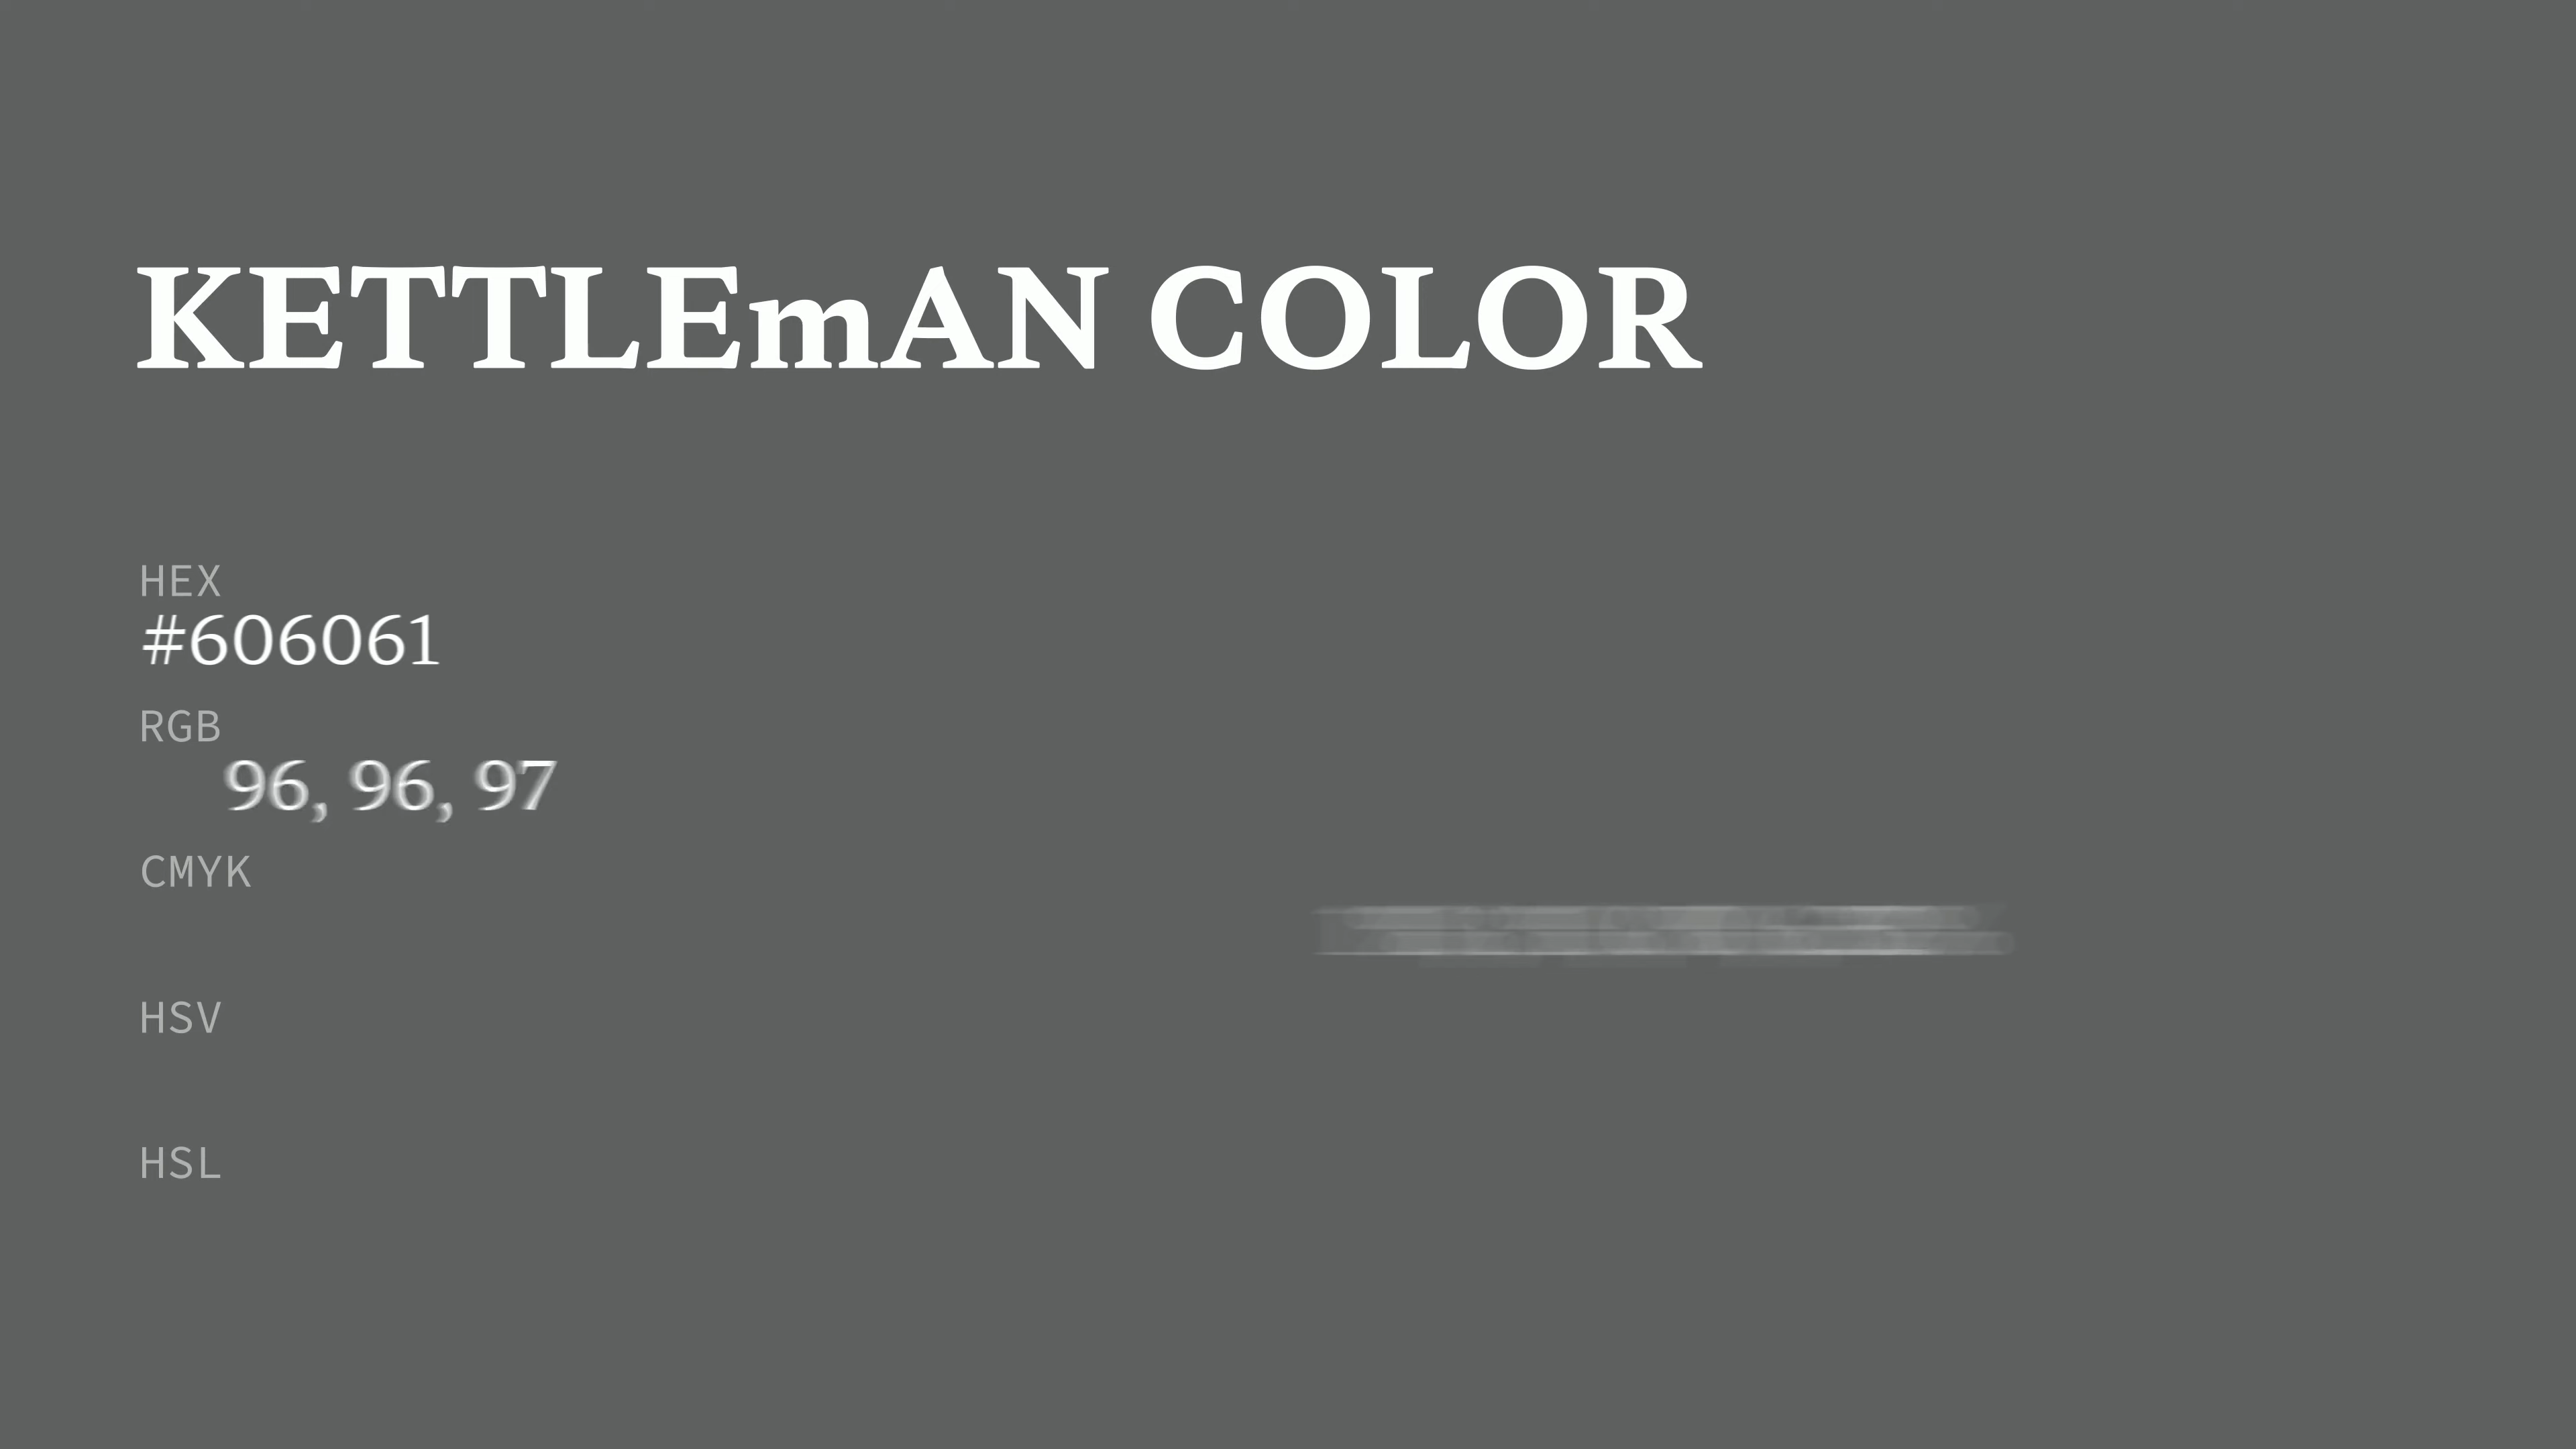 KETTLEmAN COLOR
HEX
#606061
RGB
96, 96, 97
CMYK
HSV
HSL